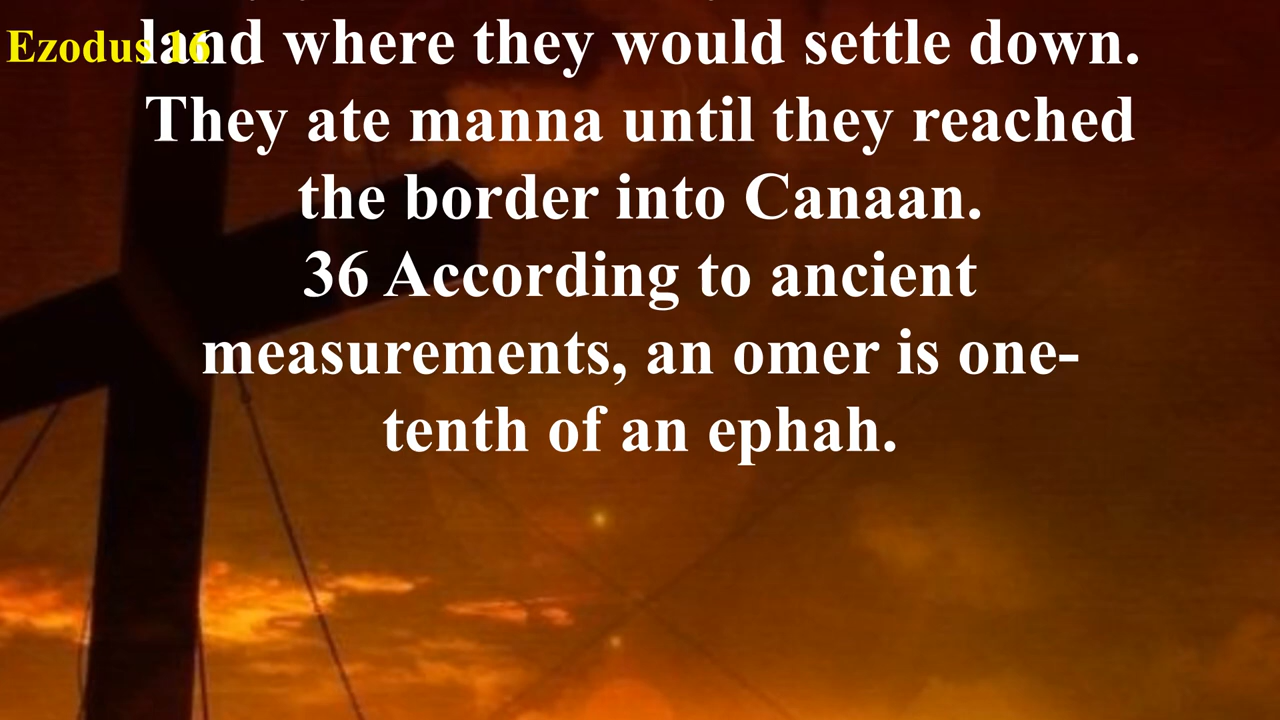 Ezodus 16
land where they would settle down.
They ate manna until they reached
the border into Canaan.
36 According to ancient
measurements, an omer is one-
tenth of an ephah.